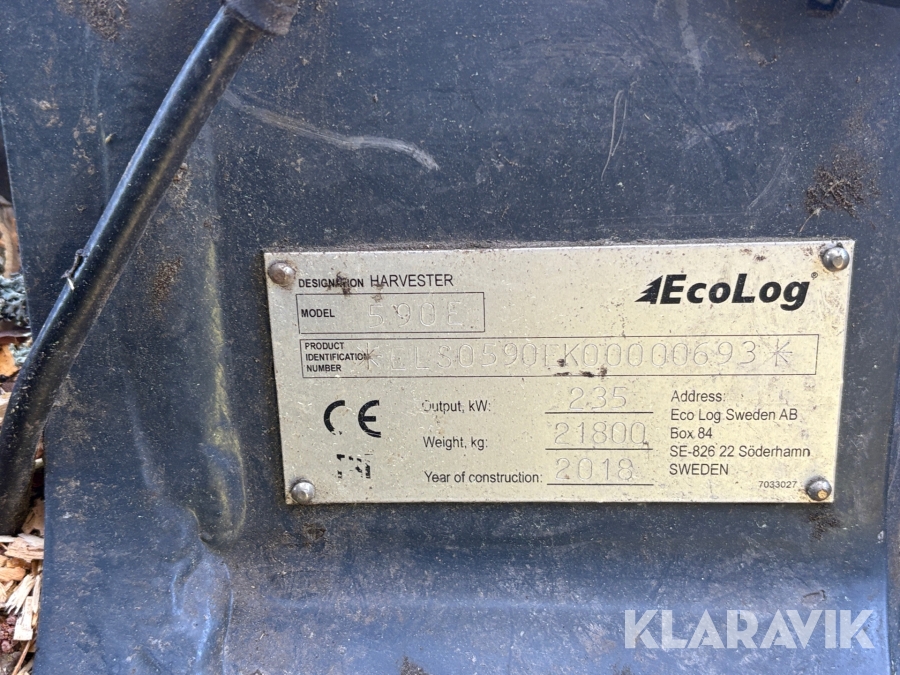 DESIGNATION HARVESTER
EcoLog®
MODEL 590E
PRODUCT IDENTIFICATION NUMBER
CE
Output, kW: 235
Weight, kg: 21800
Year of construction: 2018
Address:
Eco Log Sweden AB
Box 84
SE-826 22 Söderhamn
SWEDEN
7033027
KLARAVIK